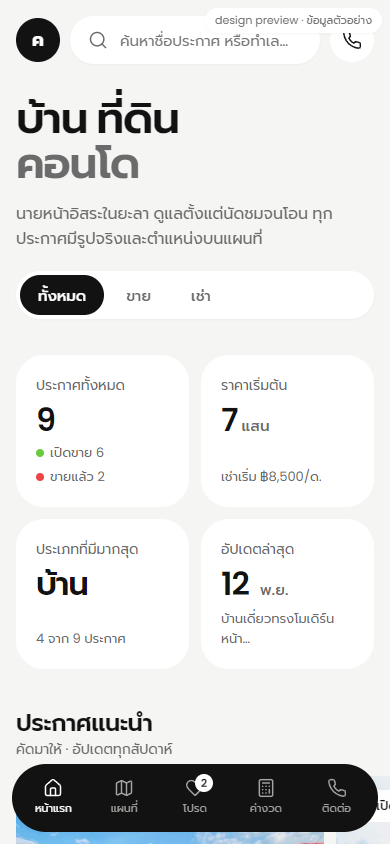 design preview · ข้อมูลตัวอย่าง
ค
ค้นหาชื่อประกาศ หรือทำเล...
บ้าน ที่ดิน
คอนโด
นายหน้าอิสระในยะลา ดูแลตั้งแต่นัดชมจนโอน ทุก
ประกาศมีรูปจริงและตำแหน่งบนแผนที่
ทั้งหมด ขาย เช่า
ประกาศทั้งหมด
9
เปิดขาย 6
ขายแล้ว 2
ราคาเริ่มต้น
7 แสน
เช่าเริ่ม ฿8,500/ด.
ประเภทที่มีมากสุด
บ้าน
4 จาก 9 ประกาศ
อัปเดตล่าสุด
12 พ.ย.
บ้านเดี่ยวทรงโมเดิร์น
หน้า...
ประกาศแนะนำ
คัดมาให้ · อัปเดตทุกสัปดาห์
2
หน้าแรก แผนที่ โปรด ค่างวด ติดต่อ